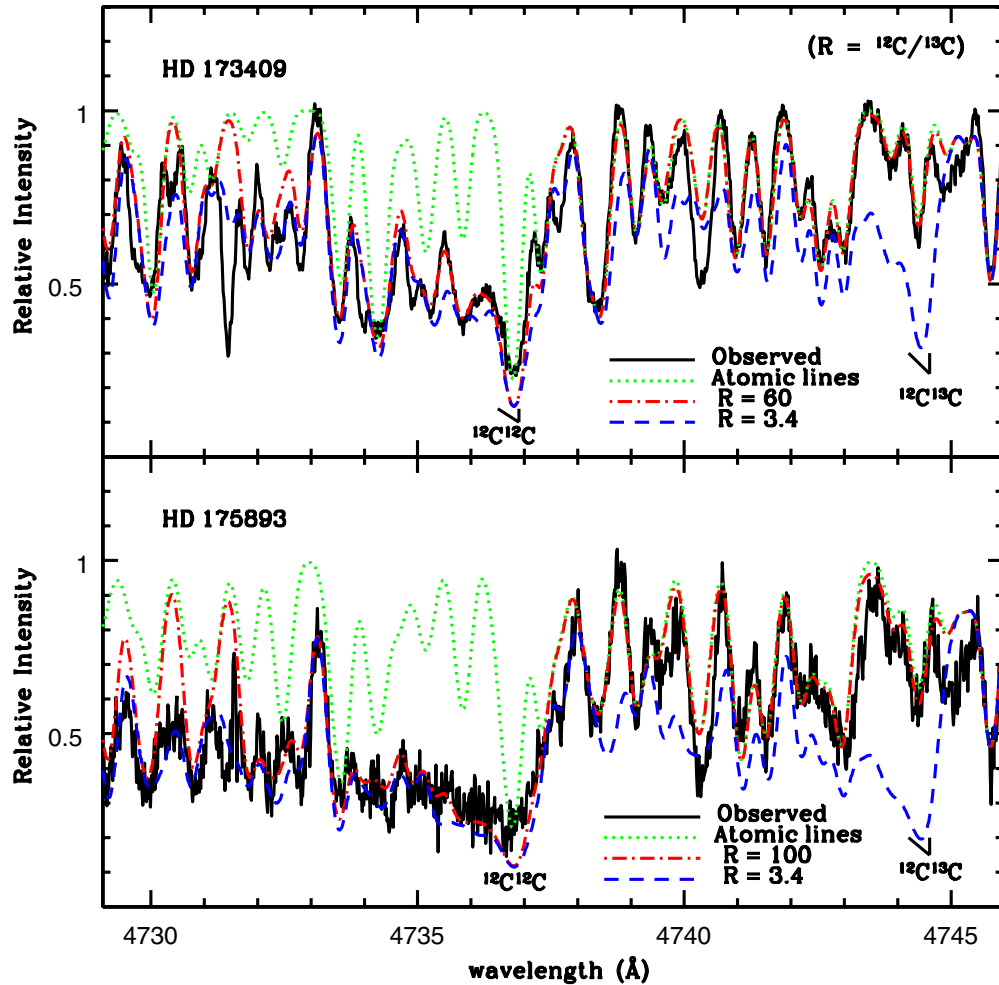 (R = ¹²C/¹³C)
HD 173409
1
0.5
Relative Intensity
Observed
Atomic lines
R = 60
R = 3.4
¹²C¹²C
¹²C¹³C
HD 175893
1
0.5
Relative Intensity
Observed
Atomic lines
R = 100
R = 3.4
¹²C¹²C
¹²C¹³C
4730
4735
4740
4745
wavelength (Å)